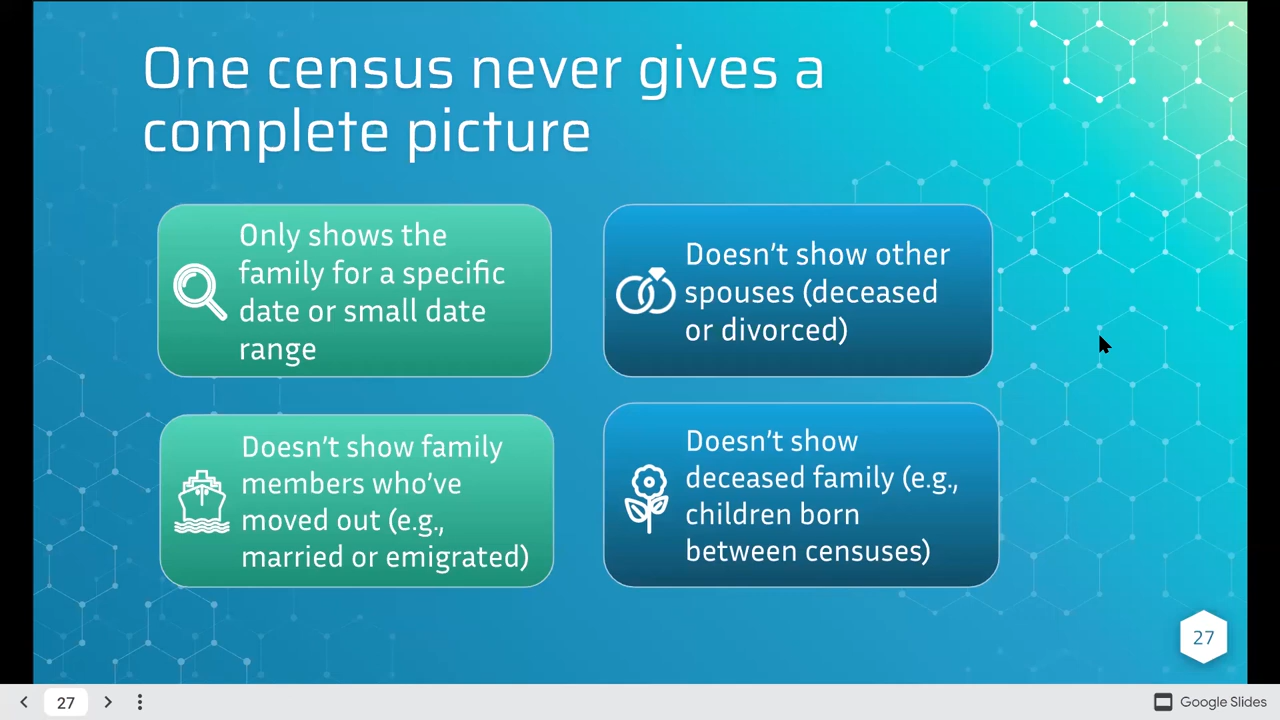 One census never gives a
complete picture
Only shows the
family for a specific
date or small date
range
Doesn't show other
spouses (deceased
or divorced)
Doesn't show family
members who've
moved out (e.g.,
married or emigrated)
Doesn't show
deceased family (e.g.,
children born
between censuses)
27
27
Google Slides